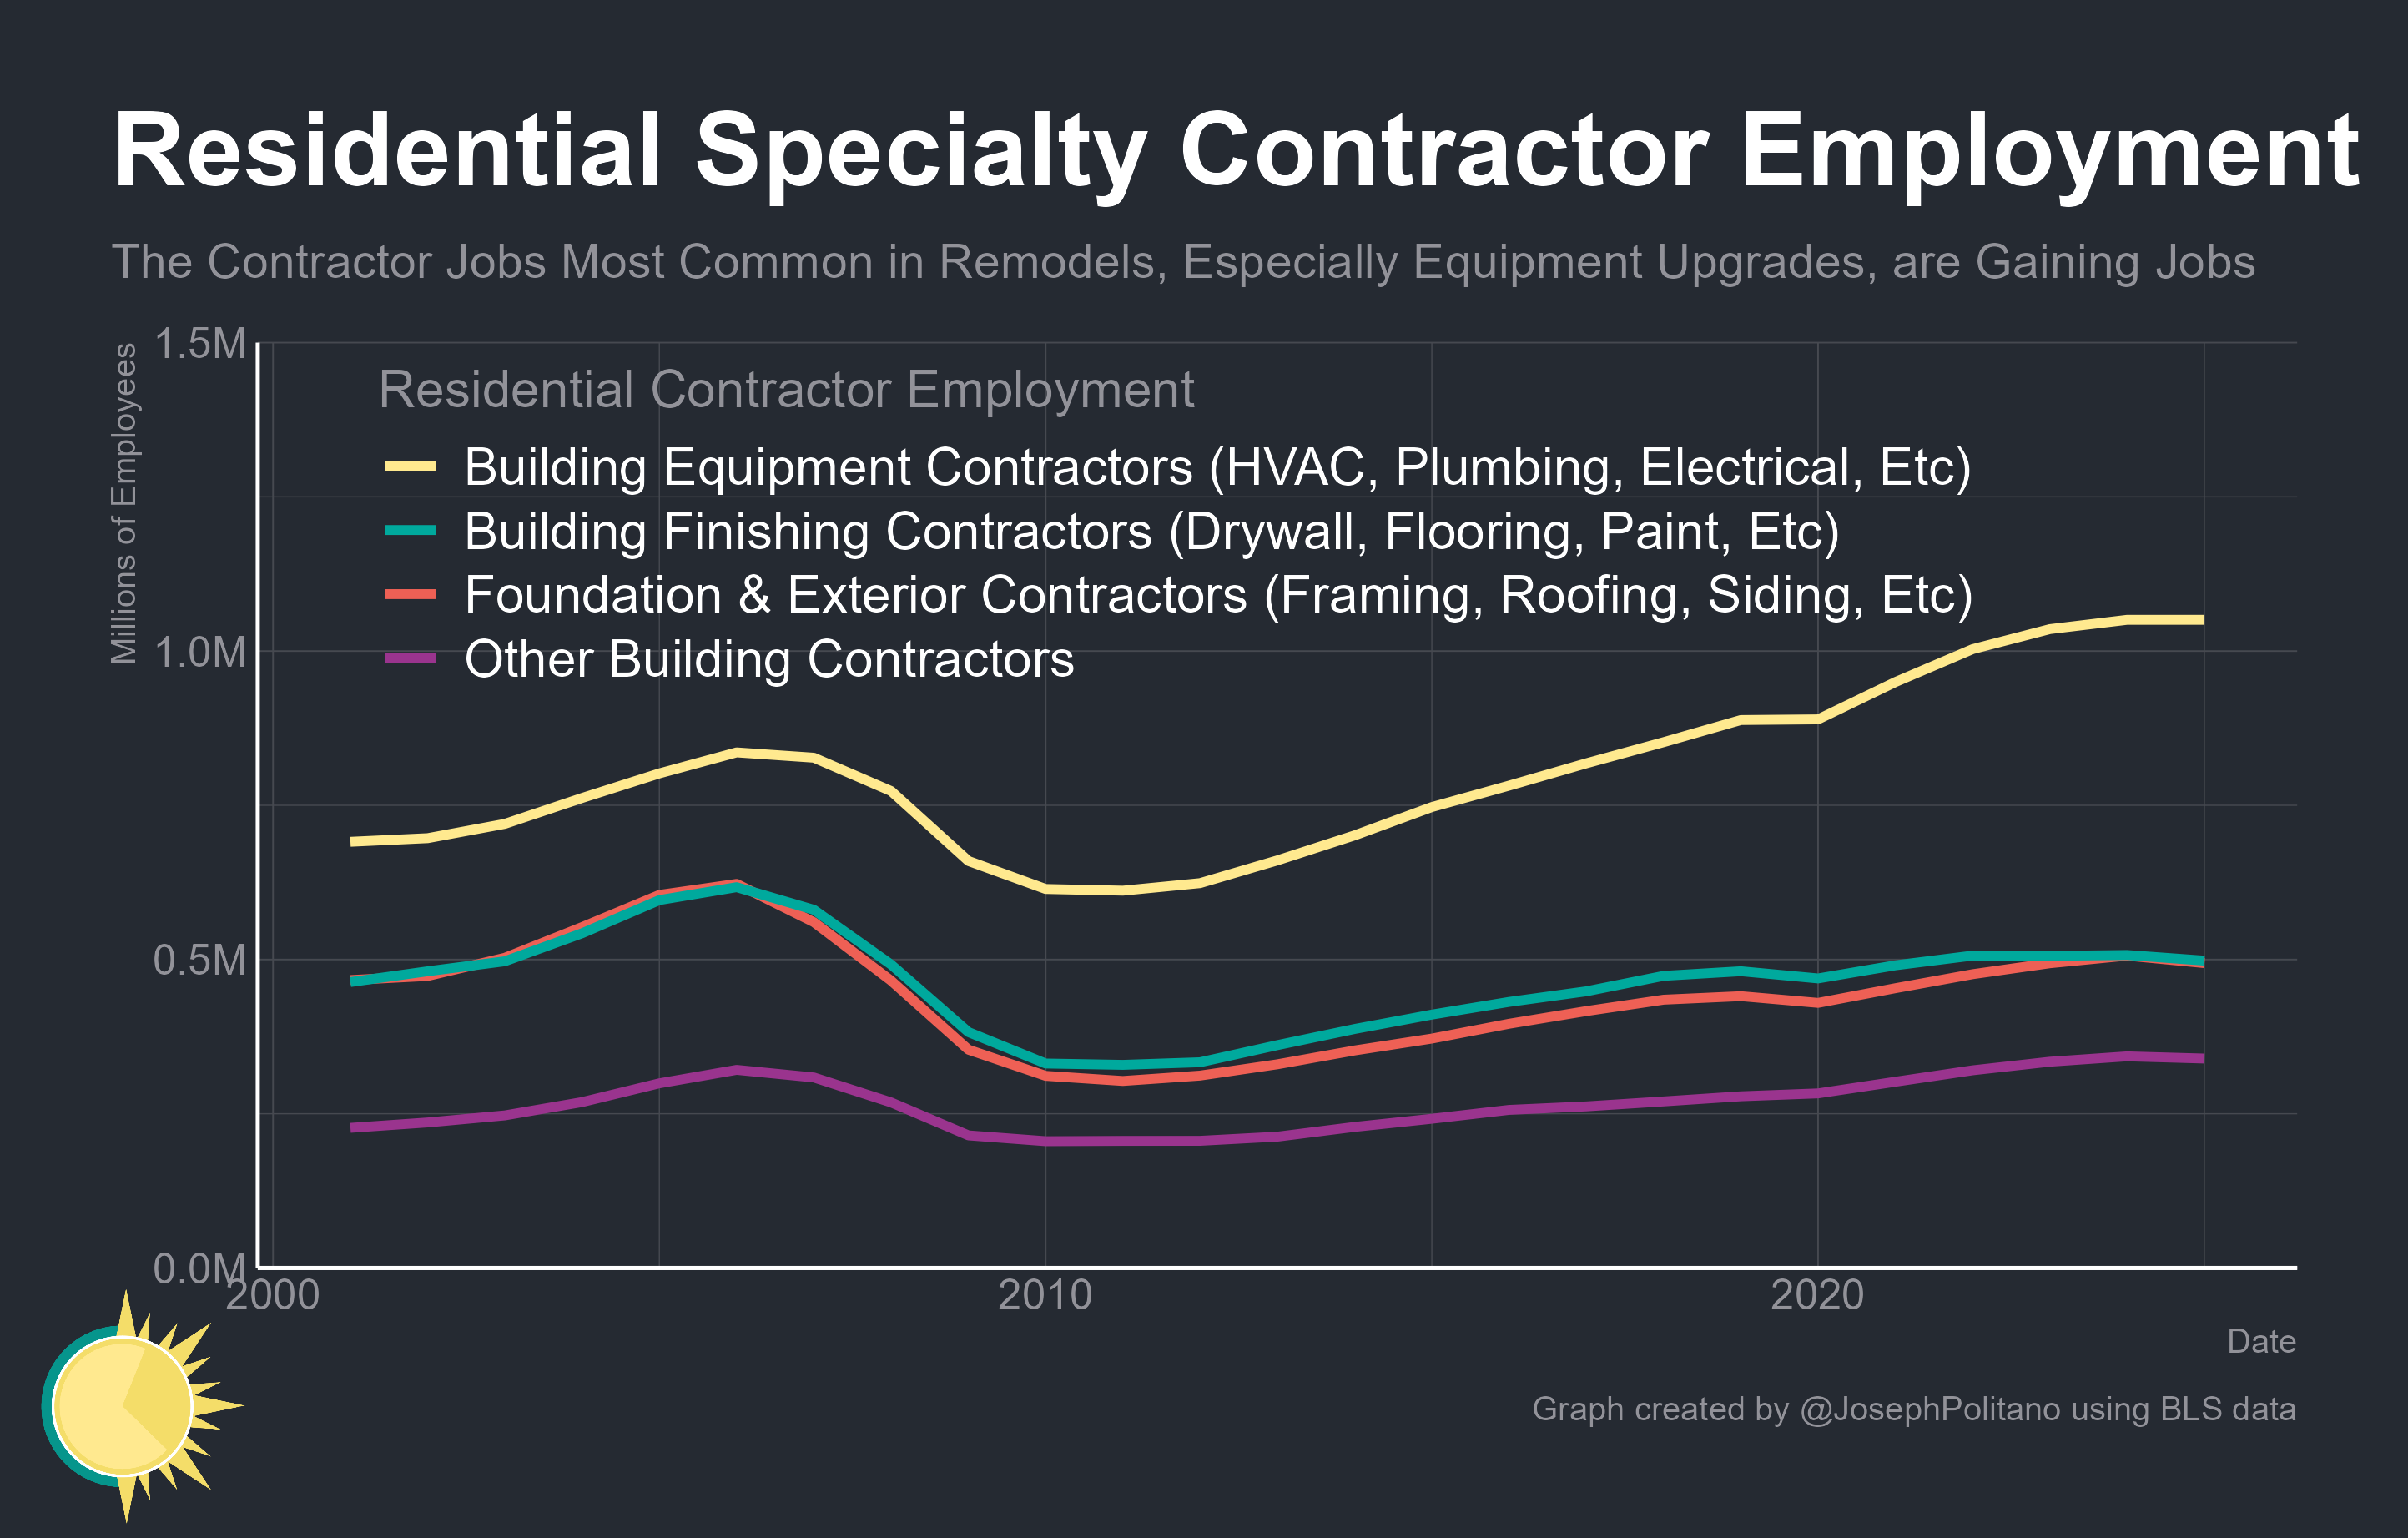 Residential Specialty Contractor Employment
The Contractor Jobs Most Common in Remodels, Especially Equipment Upgrades, are Gaining Jobs
Millions of Employees
1.5M
1.0M
0.5M
0.0M
Residential Contractor Employment
Building Equipment Contractors (HVAC, Plumbing, Electrical, Etc)
Building Finishing Contractors (Drywall, Flooring, Paint, Etc)
Foundation & Exterior Contractors (Framing, Roofing, Siding, Etc)
Other Building Contractors
2000 2010 2020
Date
Graph created by @JosephPolitano using BLS data